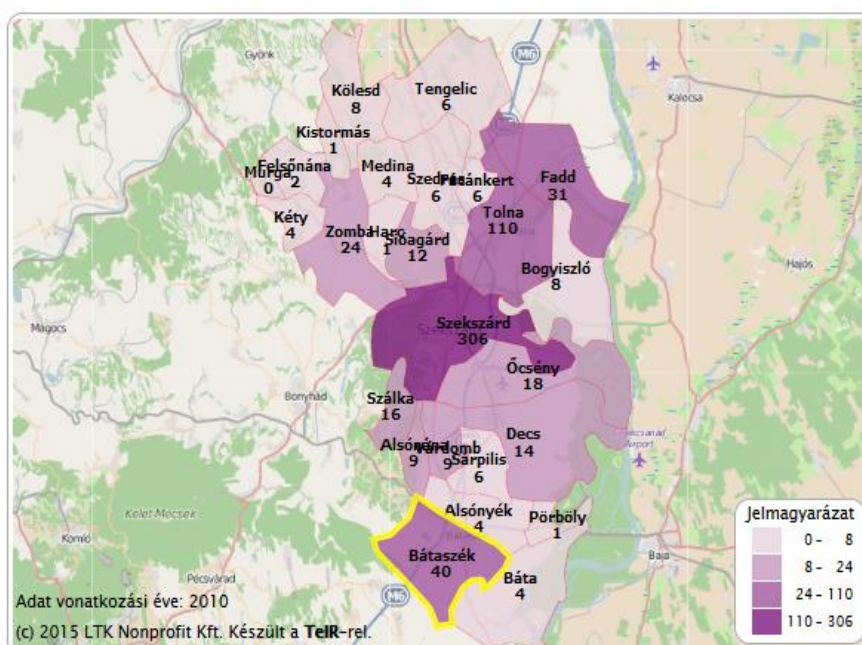 Gyönk
M6
Kölesd
8
Tengelic
6
Kalocsa
Kistormás
1
Murga
0
Felsőnána
2
Medina
4
Szedres
6
6
Fadd
31
Kéty
4
Zomba
24
Harc
1
Sióagárd
12
Tolna
110
Bogyiszló
8
Hajós
Mágocs
Szekszárd
306
Őcsény
18
Bonyhád
Szálka
16
Alsónána
9
Várdomb
9
Sárpilis
6
Decs
14
Airport
Kelet-Mecsek
Alsónyék
4
Pörböly
1
Komló
Bátaszék
40
Báta
4
Baja
Pécsvárad
M6
Jelmagyarázat
0 - 8
8 - 24
24 - 110
110 - 306
Adat vonatkozási éve: 2010
(c) 2015 LTK Nonprofit Kft. Készült a TeIR-rel.